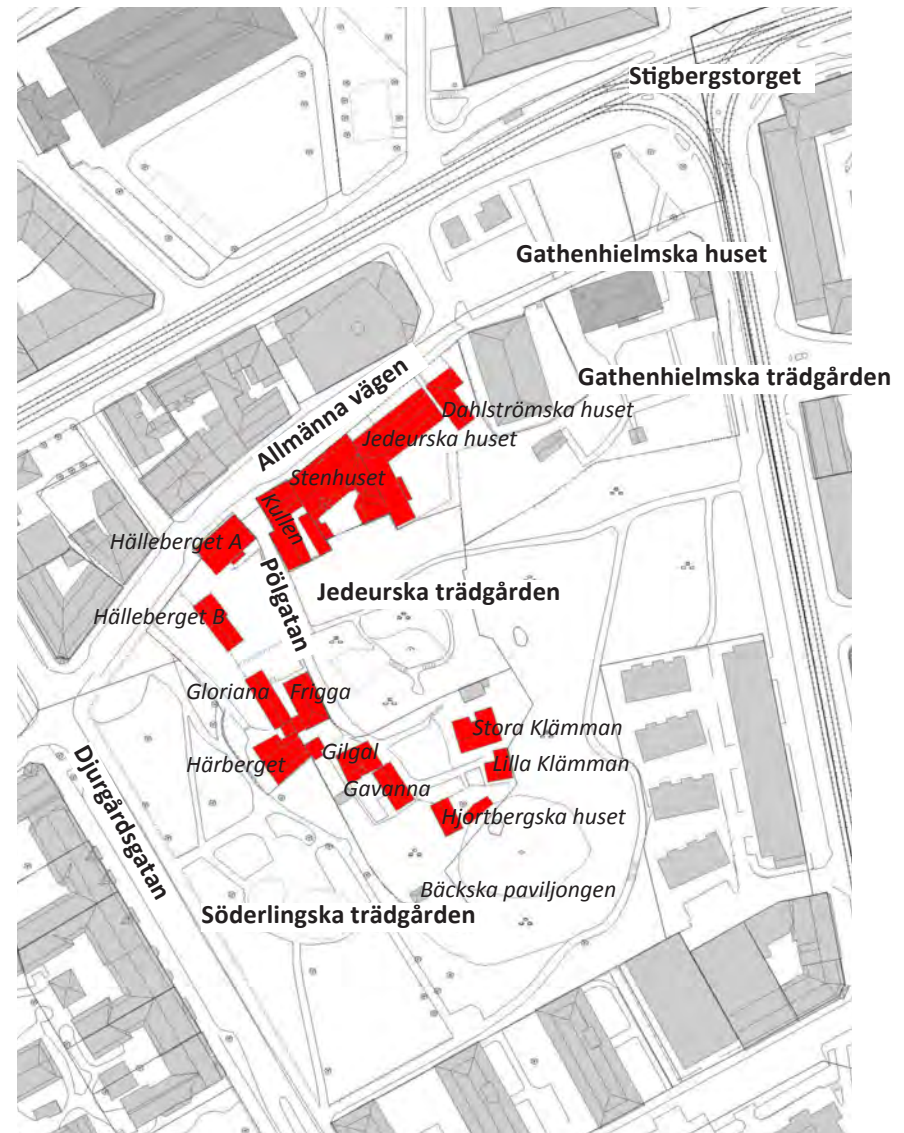 Stigbergstorget
Gathenhielmska huset
Gathenhielmska trädgården
Allmänna vägen
Dahlströmska huset
Jedeurska huset
Stenhuset
Kullen
Hälleberget A
Pölgatan
Jedeurska trädgården
Hälleberget B
Gloriana
Frigga
Stora Klämman
Djurgårdsgatan
Härberget
Gilgal
Lilla Klämman
Gavanna
Hjortbergska huset
Bäckska paviljongen
Söderlingska trädgården